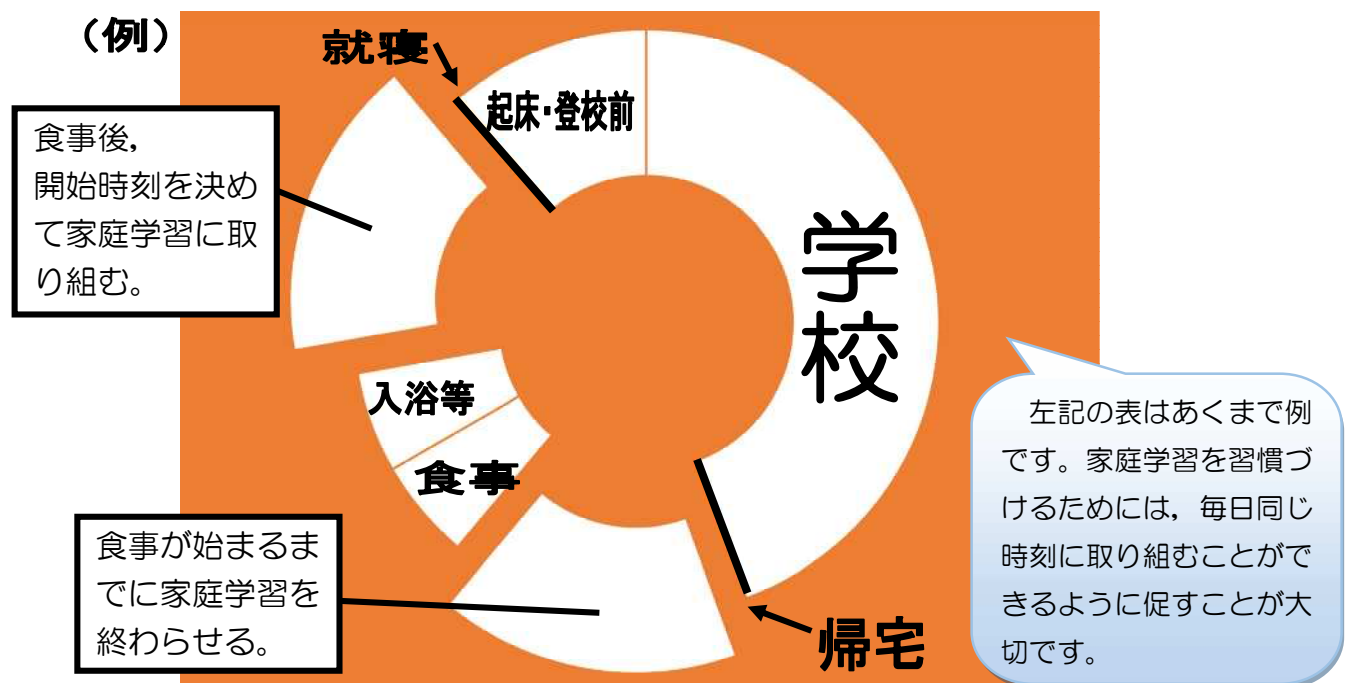 （例）
就寝
起床・登校前
食事後，
開始時刻を決め
て家庭学習に取
り組む。
学
校
入浴等
食事
食事が始まるま
でに家庭学習を
終わらせる。
帰宅
左記の表はあくまで例
です。家庭学習を習慣づ
けるためには，毎日同じ
時刻に取り組むことがで
きるように促すことが大
切です。